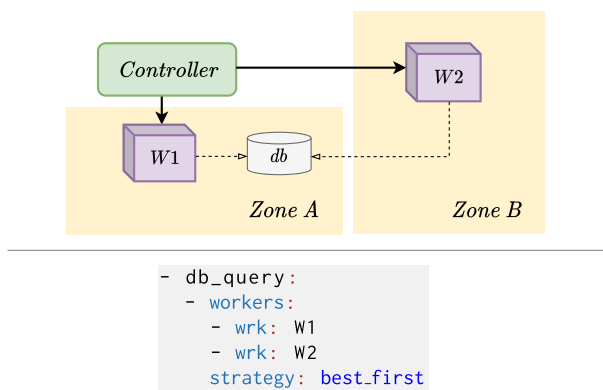 Controller
W2
W1
db
Zone A
Zone B
- db_query:
  - workers:
    - wrk: W1
    - wrk: W2
    strategy: best_first